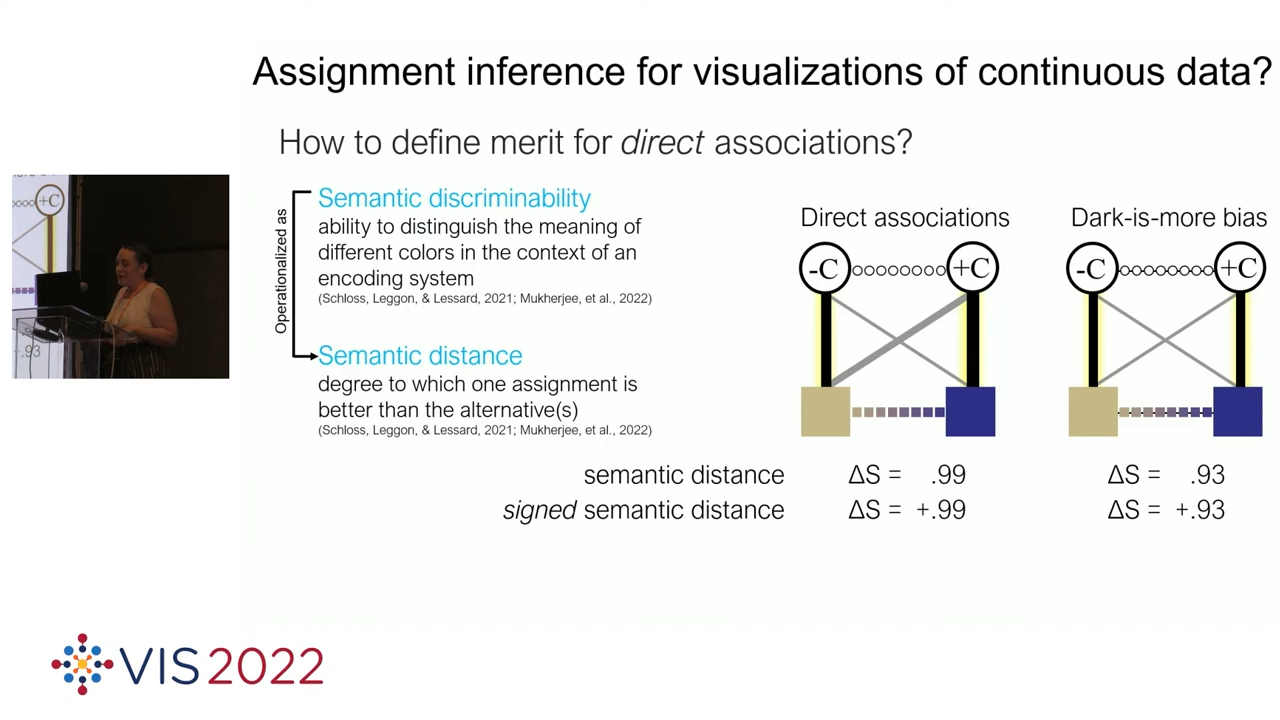 Assignment inference for visualizations of continuous data?
How to define merit for direct associations?
Operationalized as
Semantic discriminability
ability to distinguish the meaning of
different colors in the context of an
encoding system
(Schloss, Leggon, & Lessard, 2021; Mukherjee, et al., 2022)
Semantic distance
degree to which one assignment is
better than the alternative(s)
(Schloss, Leggon, & Lessard, 2021; Mukherjee, et al., 2022)
Direct associations
-C +C
Dark-is-more bias
-C +C
semantic distance ΔS = .99 ΔS = .93
signed semantic distance ΔS = +.99 ΔS = +.93
+C
+.93
VIS2022